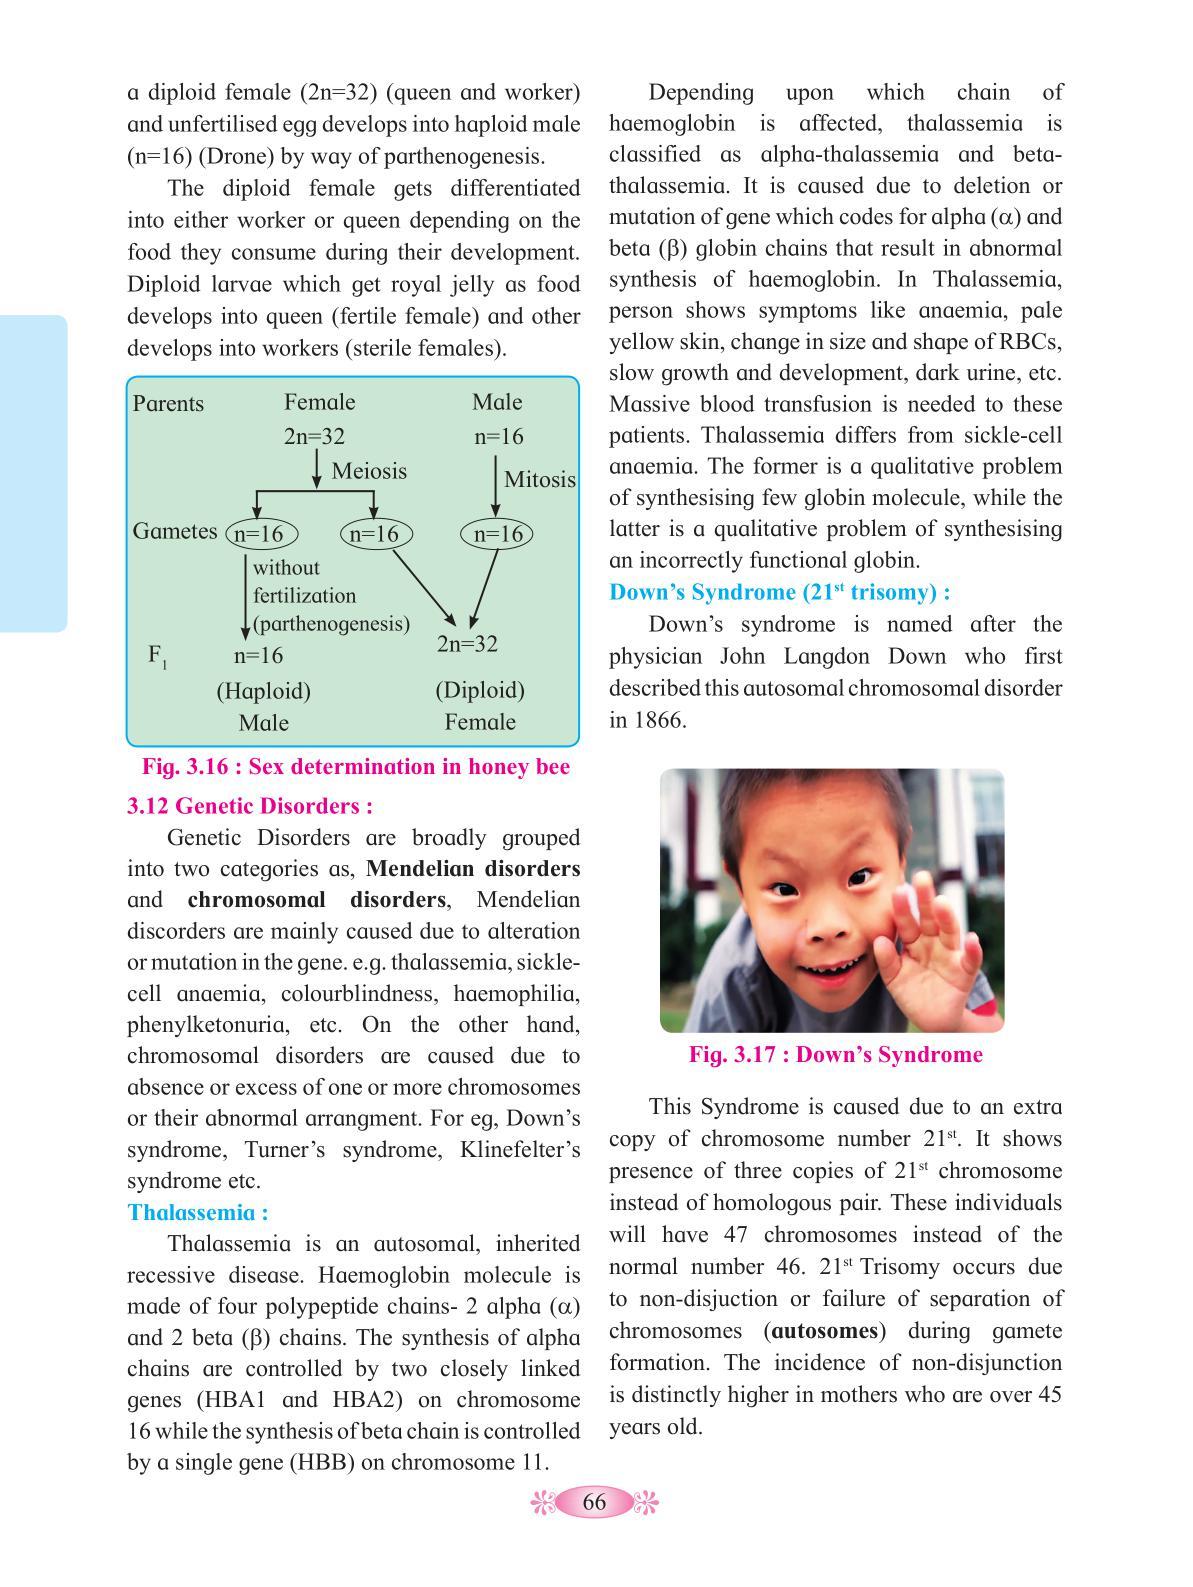 a diploid female (2n=32) (queen and worker)
and unfertilised egg develops into haploid male
(n=16) (Drone) by way of parthenogenesis.
The diploid female gets differentiated
into either worker or queen depending on the
food they consume during their development.
Diploid larvae which get royal jelly as food
develops into queen (fertile female) and other
develops into workers (sterile females).
Parents Female Male
2n=32 n=16
Meiosis
Mitosis
Gametes n=16 n=16 n=16
without
fertilization
(parthenogenesis)
2n=32
F1 n=16
(Haploid) (Diploid)
Male Female
Fig. 3.16 : Sex determination in honey bee
3.12 Genetic Disorders :
Genetic Disorders are broadly grouped
into two categories as, Mendelian disorders
and chromosomal disorders, Mendelian
discorders are mainly caused due to alteration
or mutation in the gene. e.g. thalassemia, sickle-
cell anaemia, colourblindness, haemophilia,
phenylketonuria, etc. On the other hand,
chromosomal disorders are caused due to
absence or excess of one or more chromosomes
or their abnormal arrangment. For eg, Down’s
syndrome, Turner’s syndrome, Klinefelter’s
syndrome etc.
Thalassemia :
Thalassemia is an autosomal, inherited
recessive disease. Haemoglobin molecule is
made of four polypeptide chains- 2 alpha (α)
and 2 beta (β) chains. The synthesis of alpha
chains are controlled by two closely linked
genes (HBA1 and HBA2) on chromosome
16 while the synthesis of beta chain is controlled
by a single gene (HBB) on chromosome 11.
Depending upon which chain of
haemoglobin is affected, thalassemia is
classified as alpha-thalassemia and beta-
thalassemia. It is caused due to deletion or
mutation of gene which codes for alpha (α) and
beta (β) globin chains that result in abnormal
synthesis of haemoglobin. In Thalassemia,
person shows symptoms like anaemia, pale
yellow skin, change in size and shape of RBCs,
slow growth and development, dark urine, etc.
Massive blood transfusion is needed to these
patients. Thalassemia differs from sickle-cell
anaemia. The former is a qualitative problem
of synthesising few globin molecule, while the
latter is a qualitative problem of synthesising
an incorrectly functional globin.
Down’s Syndrome (21st trisomy) :
Down’s syndrome is named after the
physician John Langdon Down who first
described this autosomal chromosomal disorder
in 1866.
Fig. 3.17 : Down’s Syndrome
This Syndrome is caused due to an extra
copy of chromosome number 21st. It shows
presence of three copies of 21st chromosome
instead of homologous pair. These individuals
will have 47 chromosomes instead of the
normal number 46. 21st Trisomy occurs due
to non-disjuction or failure of separation of
chromosomes (autosomes) during gamete
formation. The incidence of non-disjunction
is distinctly higher in mothers who are over 45
years old.
66